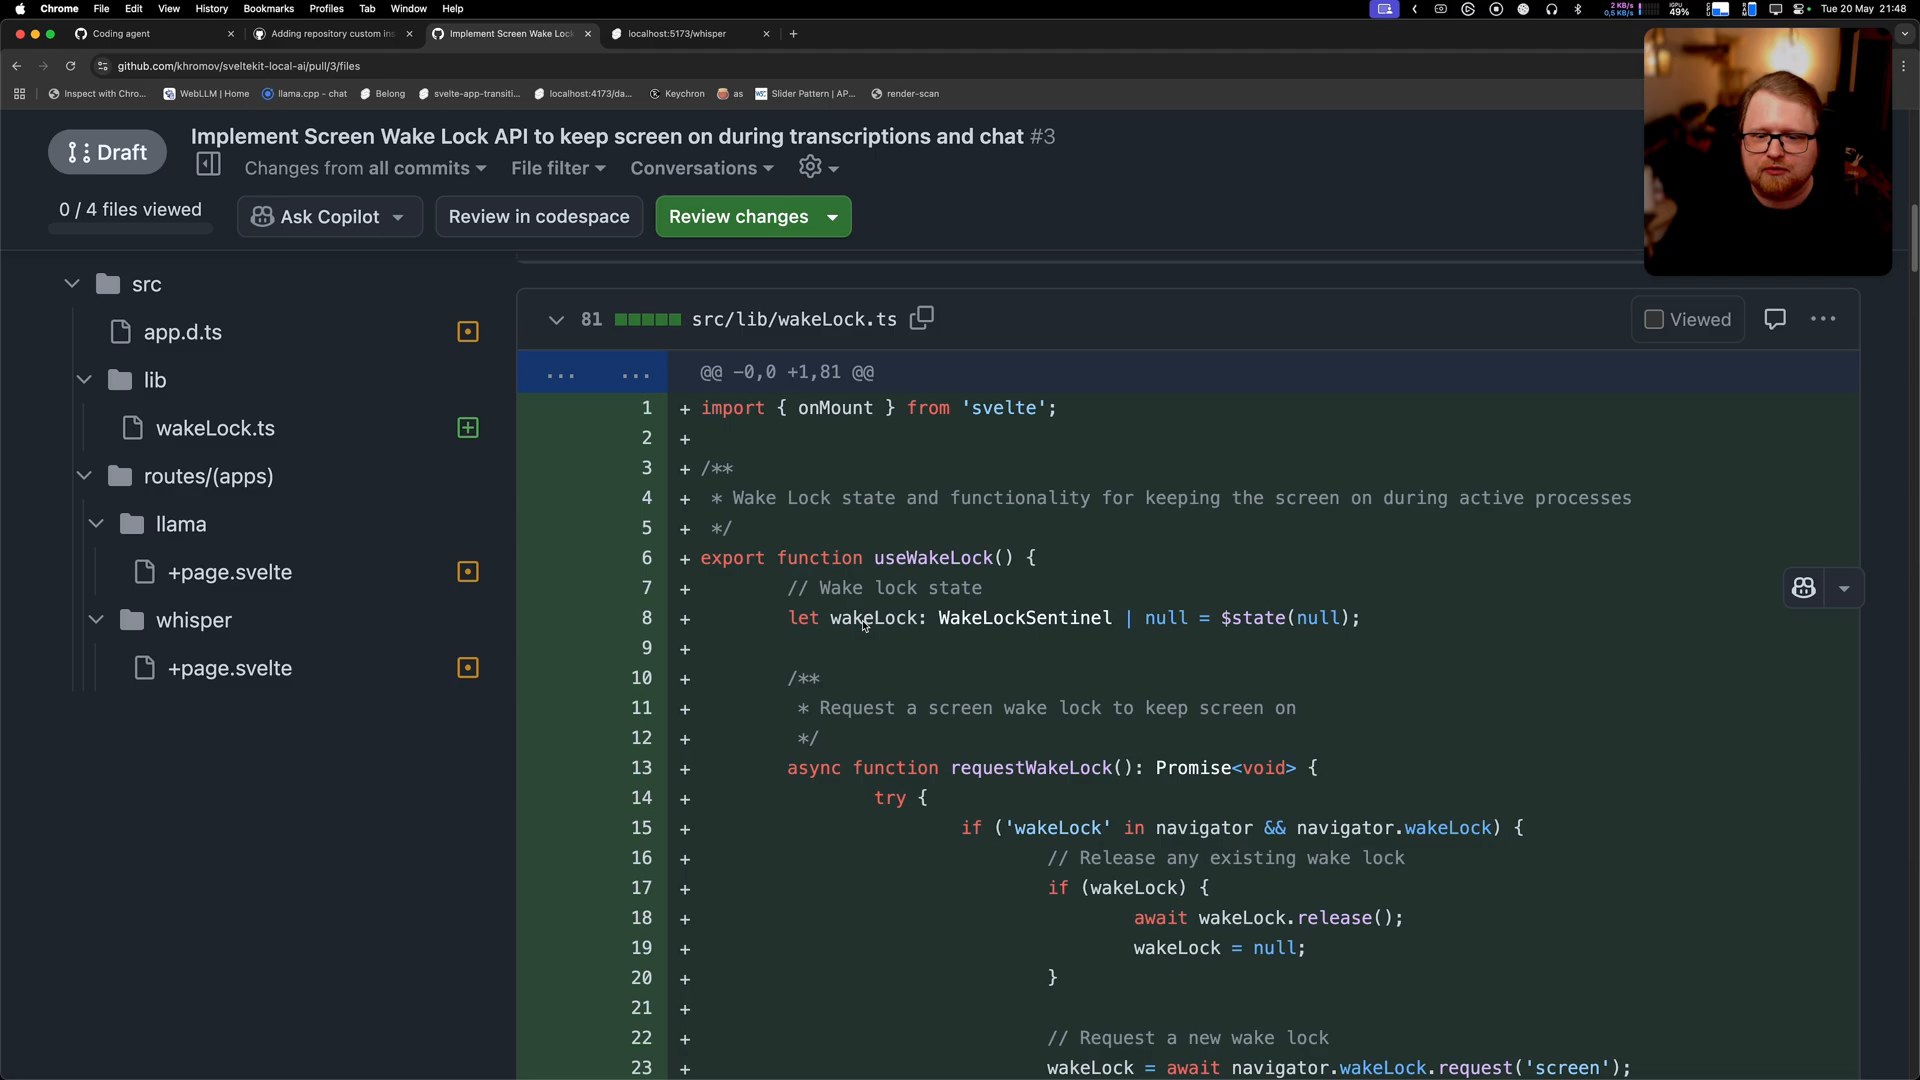 Chrome File Edit View History Bookmarks Profiles Tab Window Help
2 KB/s
0,5 KB/s
IGPU
49%
Tue 20 May 21:48
Coding agent
Adding repository custom ins
Implement Screen Wake Lock
localhost:5173/whisper
github.com/khromov/sveltekit-local-ai/pull/3/files
Inspect with Chro...
WebLLM | Home
llama.cpp - chat
Belong
svelte-app-transiti...
localhost:4173/da...
Keychron
as
Slider Pattern | AP...
render-scan
Draft
Implement Screen Wake Lock API to keep screen on during transcriptions and chat #3
Changes from all commits File filter Conversations
0 / 4 files viewed
Ask Copilot
Review in codespace
Review changes
src
app.d.ts
lib
wakeLock.ts
routes/(apps)
llama
+page.svelte
whisper
+page.svelte
81 src/lib/wakeLock.ts
Viewed
... ... @@ -0,0 +1,81 @@
1 + import { onMount } from 'svelte';
2 +
3 + /**
4 + * Wake Lock state and functionality for keeping the screen on during active processes
5 + */
6 + export function useWakeLock() {
7 + // Wake lock state
8 + let wakeLock: WakeLockSentinel | null = $state(null);
9 +
10 + /**
11 + * Request a screen wake lock to keep screen on
12 + */
13 + async function requestWakeLock(): Promise<void> {
14 + try {
15 + if ('wakeLock' in navigator && navigator.wakeLock) {
16 + // Release any existing wake lock
17 + if (wakeLock) {
18 + await wakeLock.release();
19 + wakeLock = null;
20 + }
21 +
22 + // Request a new wake lock
23 + wakeLock = await navigator.wakeLock.request('screen');